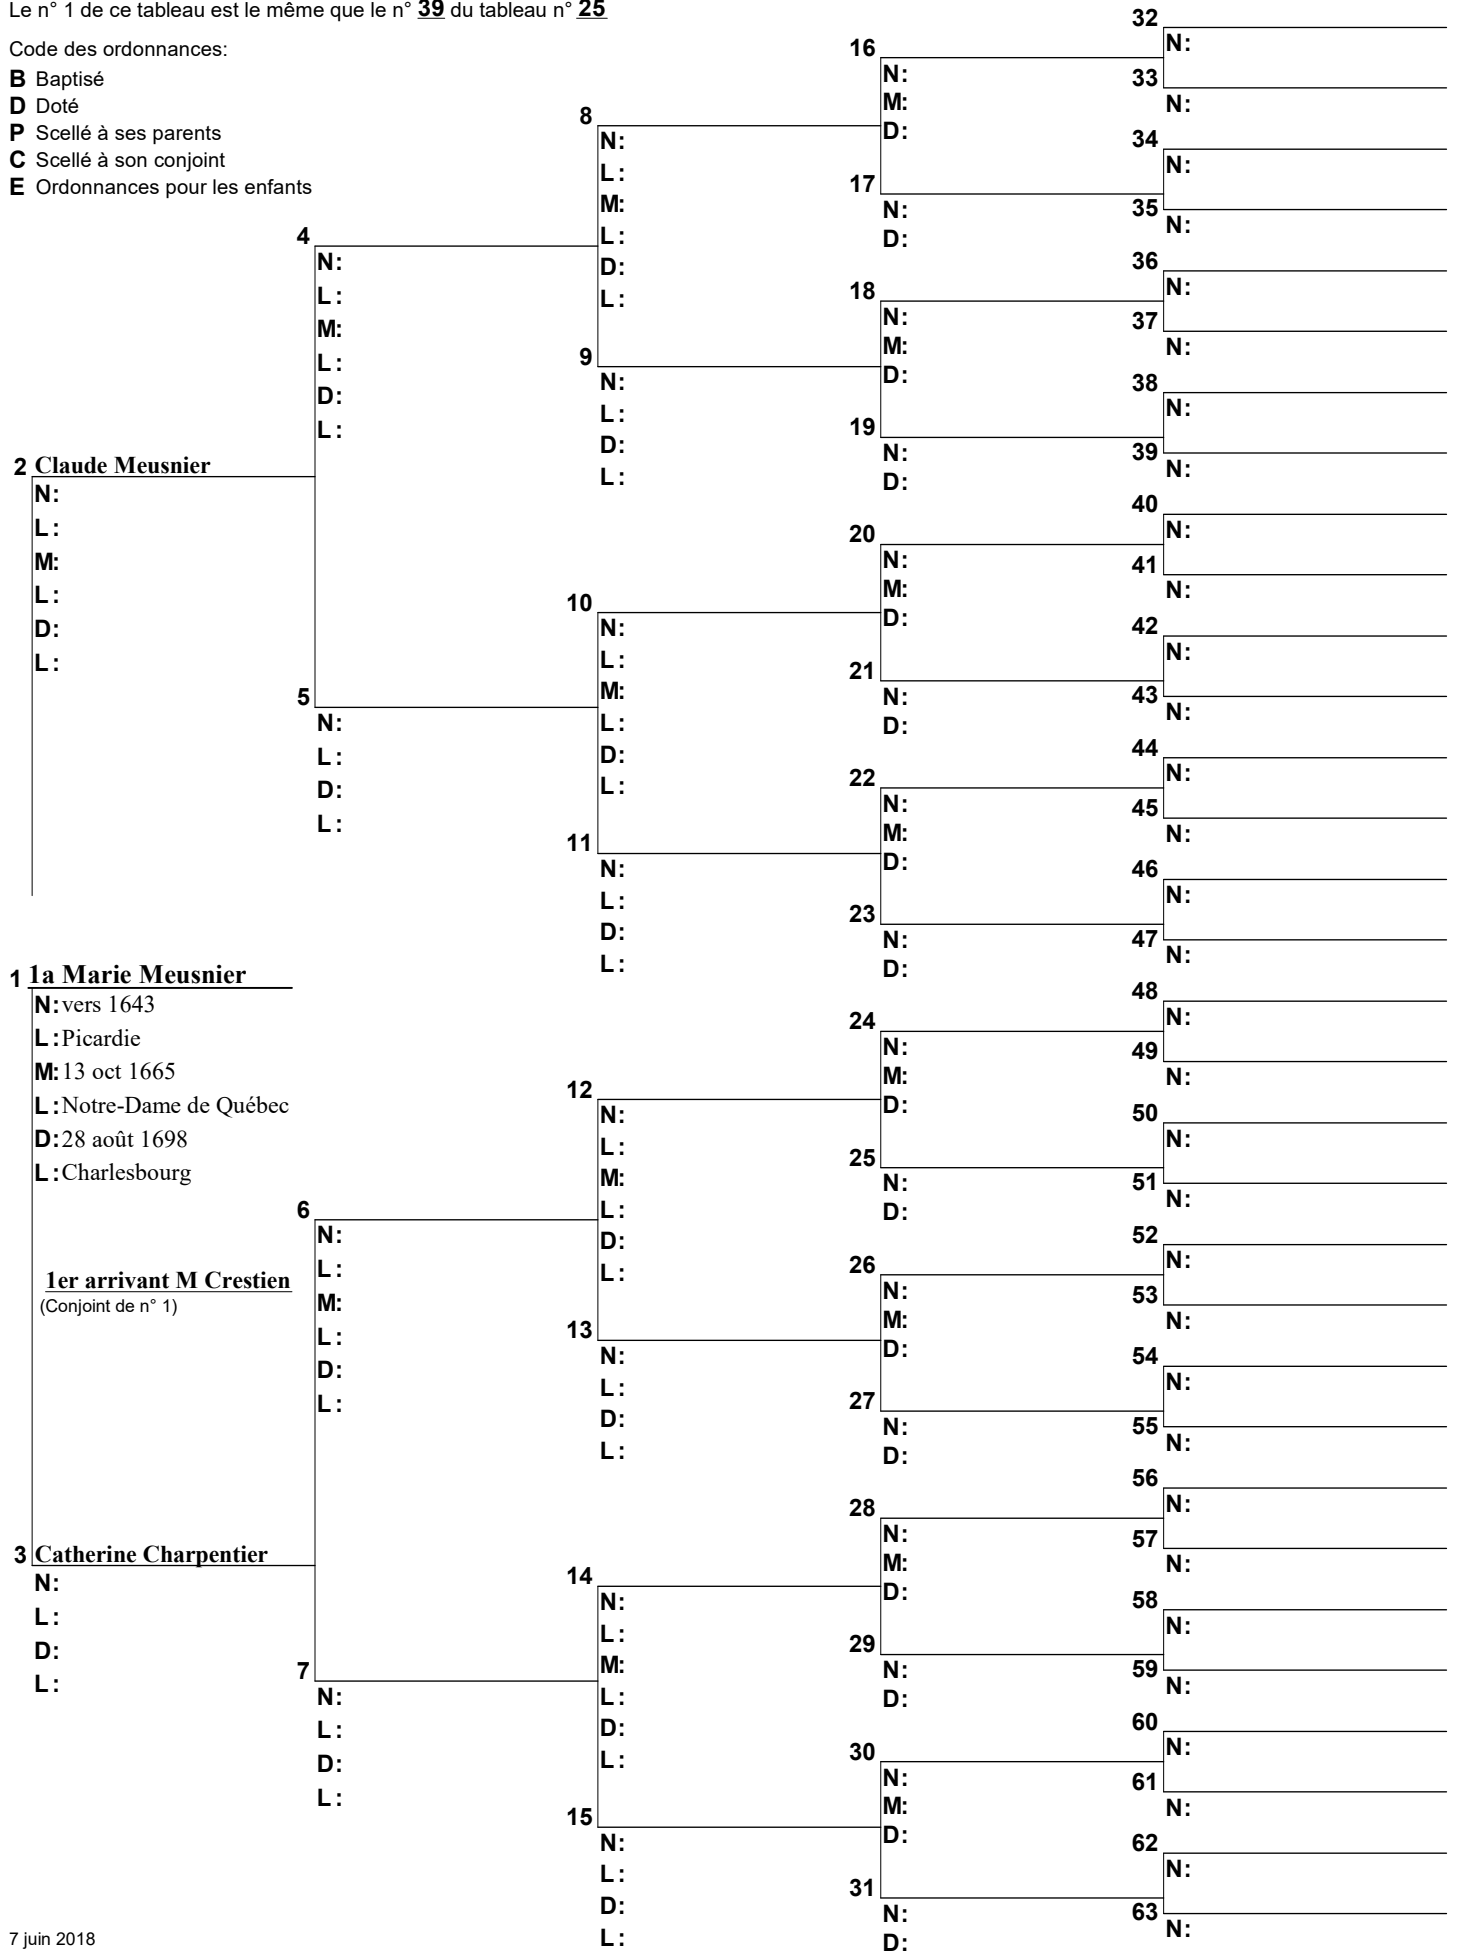 Le n° 1 de ce tableau est le même que le n° 39 du tableau n° 25
Code des ordonnances:
B Baptisé
D Doté
P Scellé à ses parents
C Scellé à son conjoint
E Ordonnances pour les enfants
2 Claude Meusnier
N:
L:
M:
L:
D:
L:
1 1a Marie Meusnier
N: vers 1643
L: Picardie
M: 13 oct 1665
L: Notre-Dame de Québec
D: 28 août 1698
L: Charlesbourg
1er arrivant M Crestien
(Conjoint de n° 1)
3 Catherine Charpentier
N:
L:
D:
L:
7 juin 2018
4
N:
L:
M:
L:
D:
L:
5
N:
L:
D:
L:
6
N:
L:
M:
L:
D:
L:
7
N:
L:
D:
L:
8
N:
L:
M:
L:
D:
L:
9
N:
L:
D:
L:
10
N:
L:
M:
L:
D:
L:
11
N:
L:
D:
L:
12
N:
L:
M:
L:
D:
L:
13
N:
L:
D:
L:
14
N:
L:
M:
L:
D:
L:
15
N:
L:
D:
L:
16
N:
M:
D:
17
N:
D:
18
N:
M:
D:
19
N:
D:
20
N:
M:
D:
21
N:
D:
22
N:
M:
D:
23
N:
D:
24
N:
M:
D:
25
N:
D:
26
N:
M:
D:
27
N:
D:
28
N:
M:
D:
29
N:
D:
30
N:
M:
D:
31
N:
D:
32
N:
33
N:
34
N:
35
N:
36
N:
37
N:
38
N:
39
N:
40
N:
41
N:
42
N:
43
N:
44
N:
45
N:
46
N:
47
N:
48
N:
49
N:
50
N:
51
N:
52
N:
53
N:
54
N:
55
N:
56
N:
57
N:
58
N:
59
N:
60
N:
61
N:
62
N:
63
N: